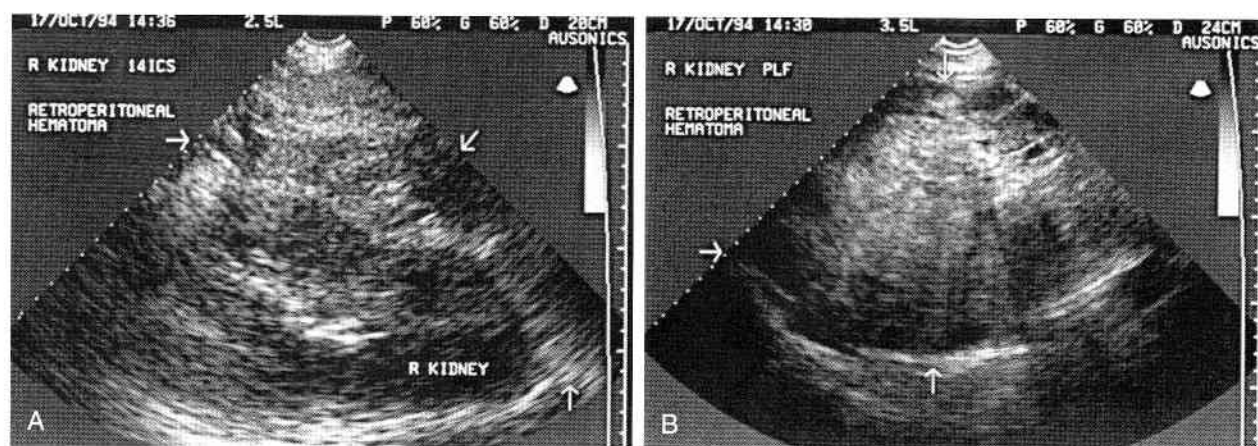 17/OCT/94 14:36 2.5L P 60% G 60% D 20CM
AUSONICS
R KIDNEY 14ICS
RETROPERITONEAL
HEMATOMA
R KIDNEY
A
17/OCT/94 14:30 3.5L P 60% G 60% D 24CM
AUSONICS
R KIDNEY PLF
RETROPERITONEAL
HEMATOMA
B